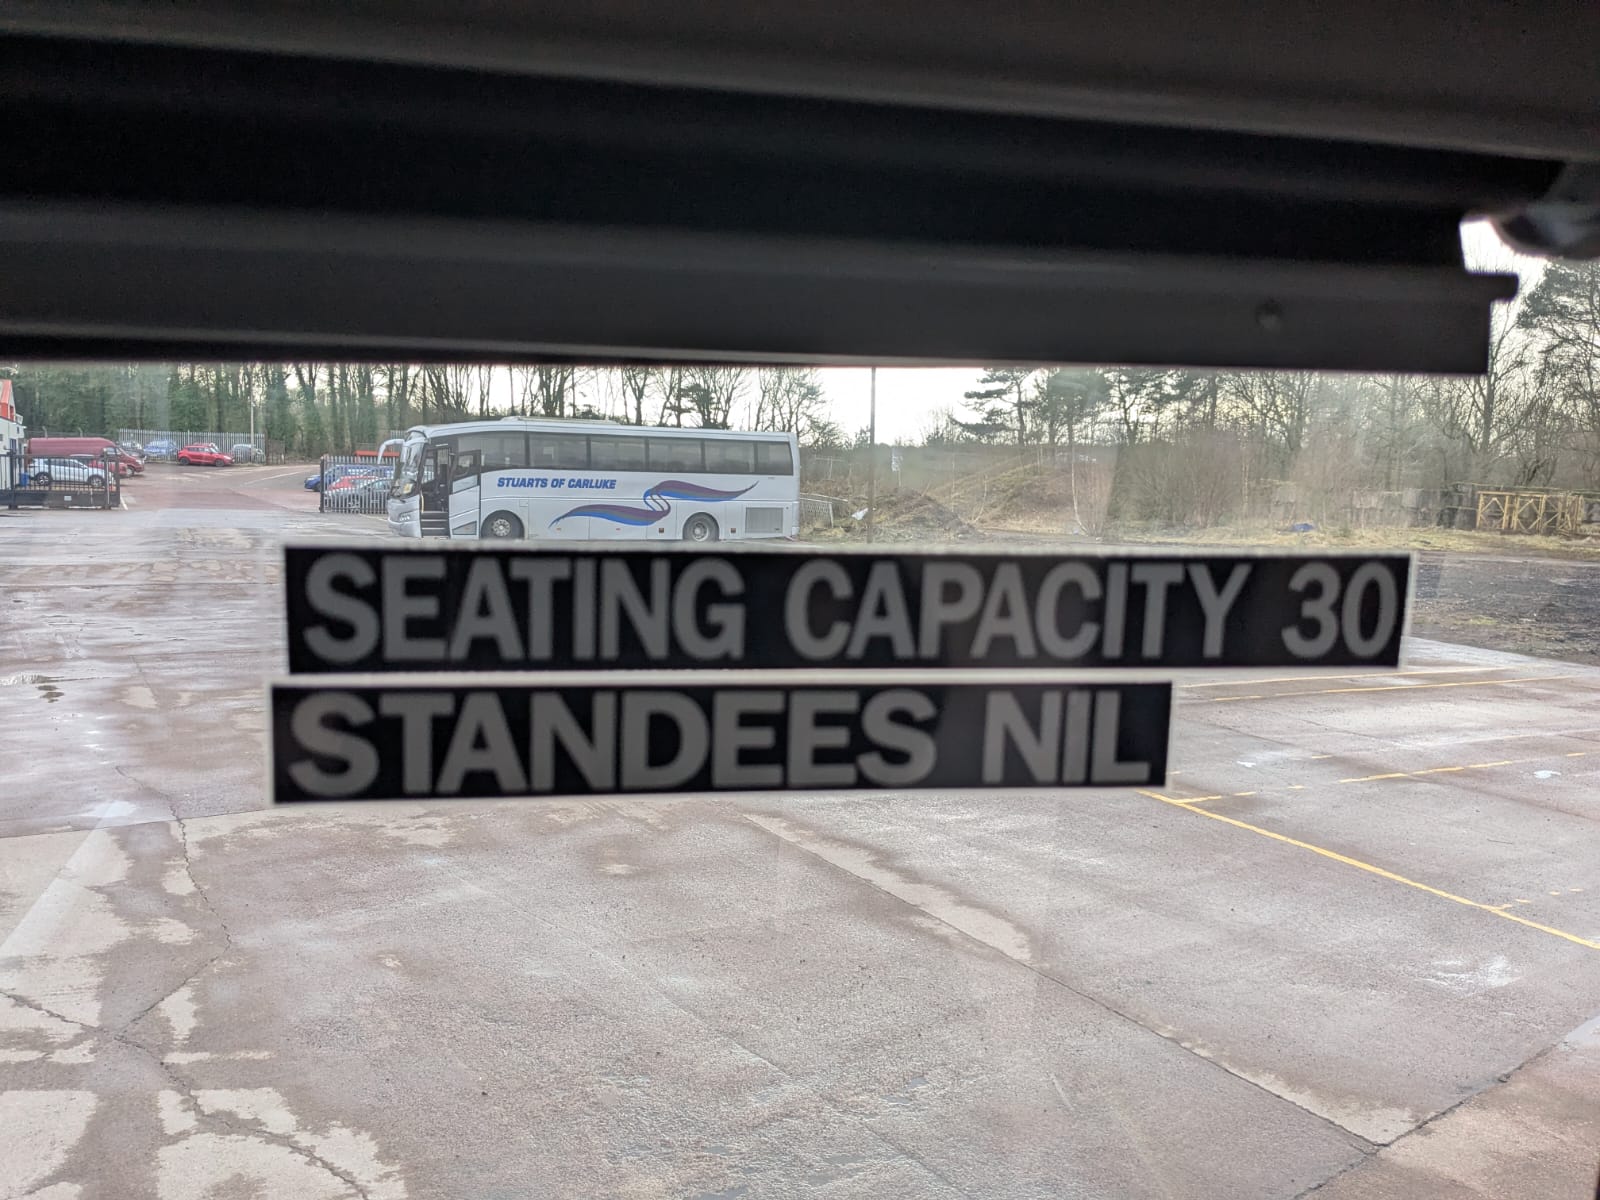 STUARTS OF CARLUKE
SEATING CAPACITY 30
STANDEES NIL